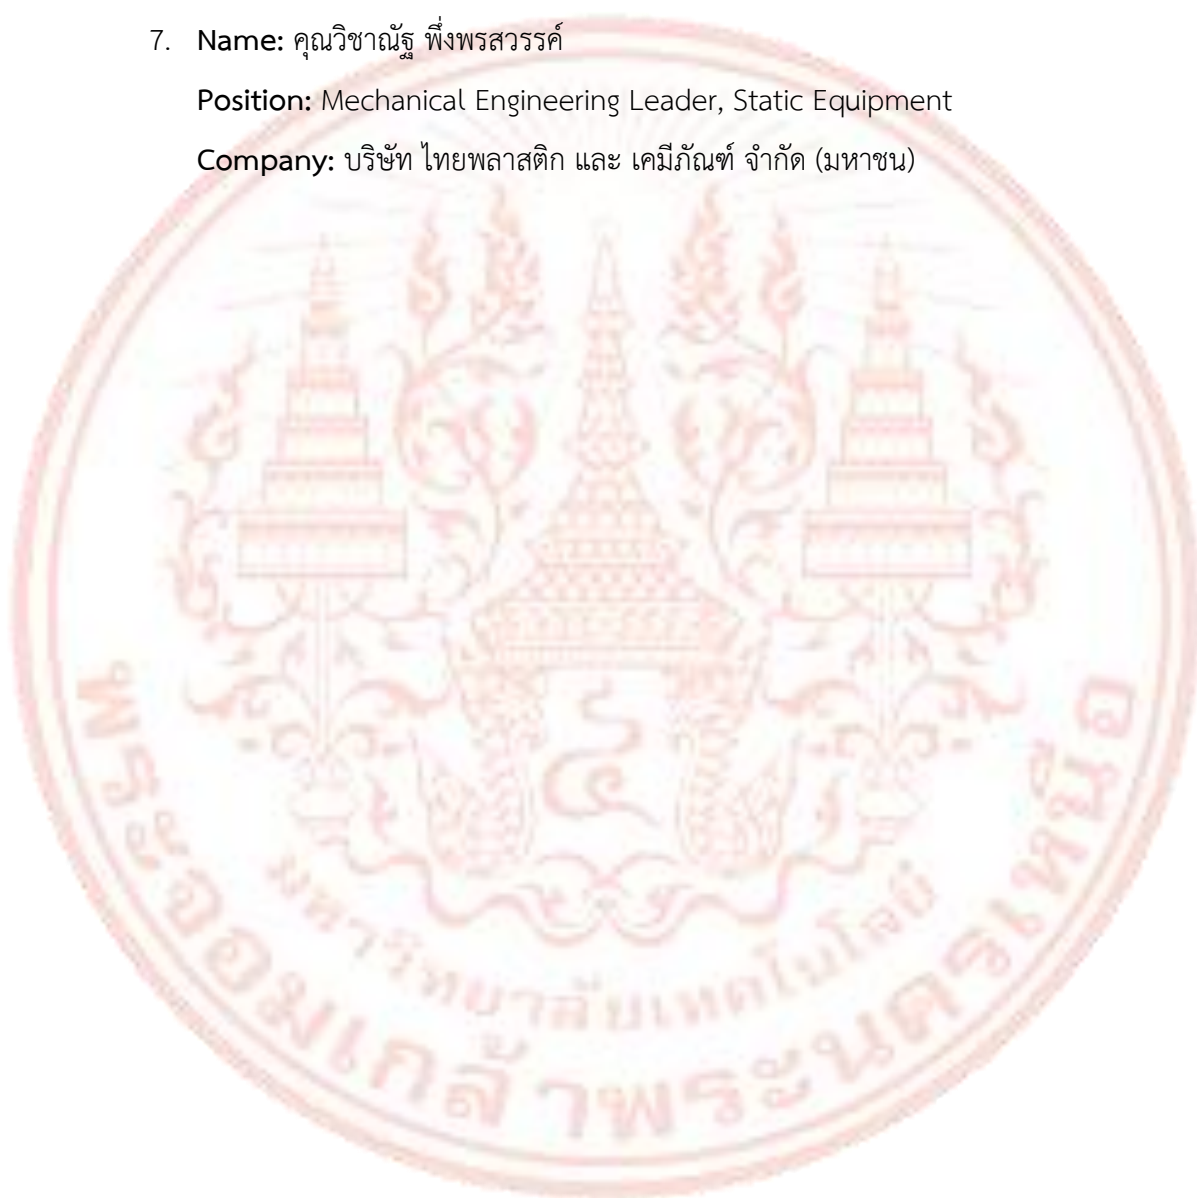 7. Name: คุณวิชาณัฐ พึ่งพรสวรรค์
Position: Mechanical Engineering Leader, Static Equipment
Company: บริษัท ไทยพลาสติก และ เคมีภัณฑ์ จำกัด (มหาชน)
มหาวิทยาลัยเทคโนโลยี
พระจอมเกล้าพระนครเหนือ